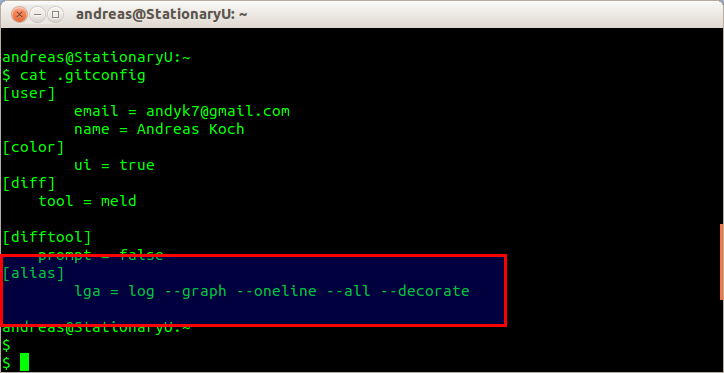 andreas@StationaryU: ~
andreas@StationaryU:~
$ cat .gitconfig
[user]
email = andyk7@gmail.com
name = Andreas Koch
[color]
ui = true
[diff]
tool = meld
[difftool]
prompt = false
[alias]
lga = log --graph --oneline --all --decorate
andreas@StationaryU:~
$
$